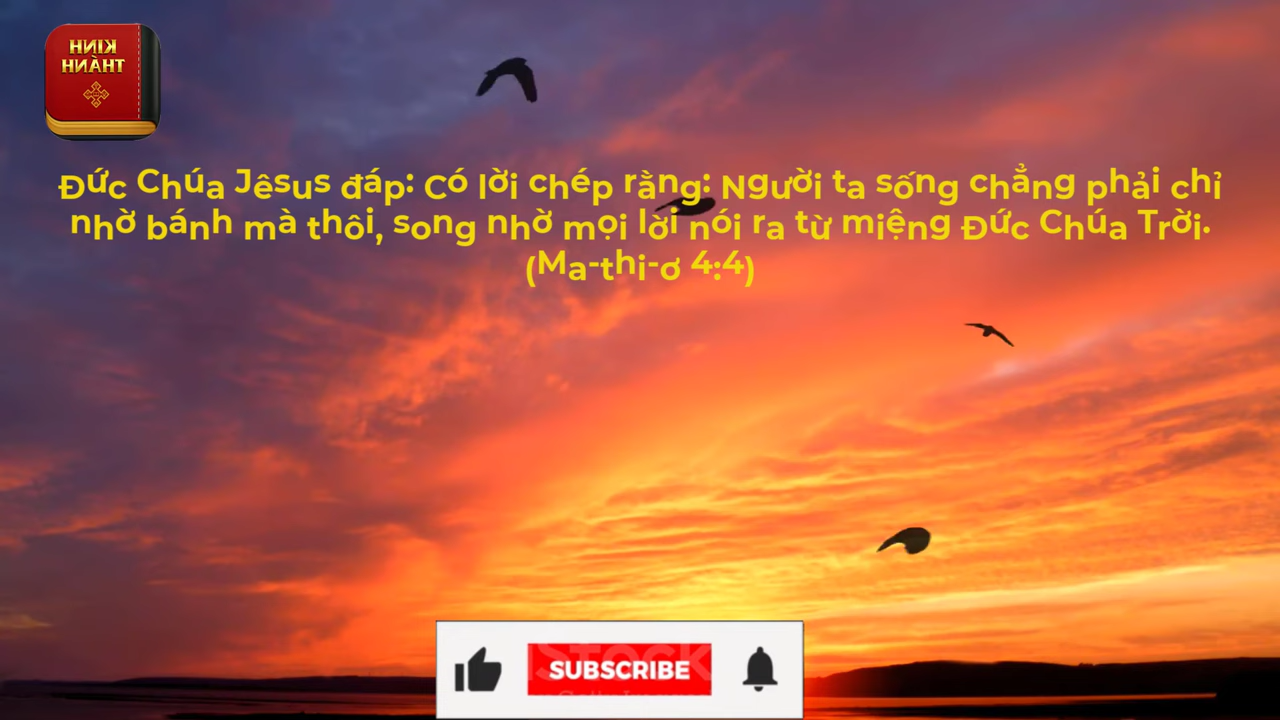 KINH
THÁNH
Đức Chúa Jêsus đáp: Có lời chép rằng: Người ta sống chẳng phải chỉ
nhờ bánh mà thôi, song nhờ mọi lời nói ra từ miệng Đức Chúa Trời.
(Ma-thi-ơ 4:4)
SUBSCRIBE